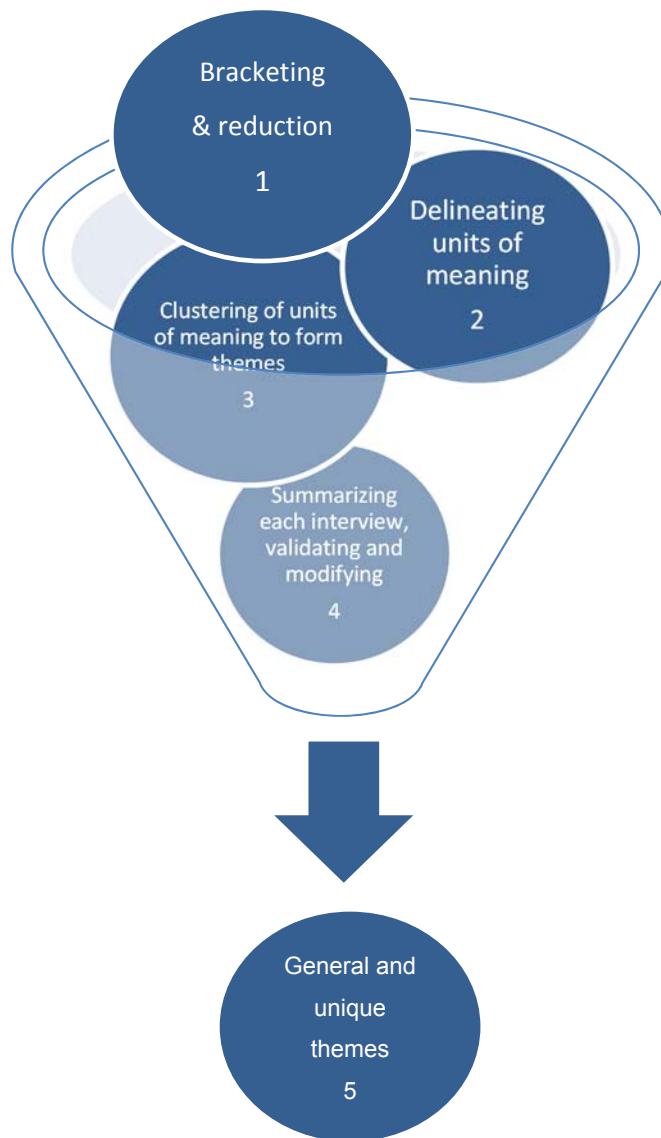 Bracketing
& reduction
1
Delineating
units of
meaning
2
Clustering of units
of meaning to form
themes
3
Summarizing
each interview,
validating and
modifying
4
General and
unique
themes
5